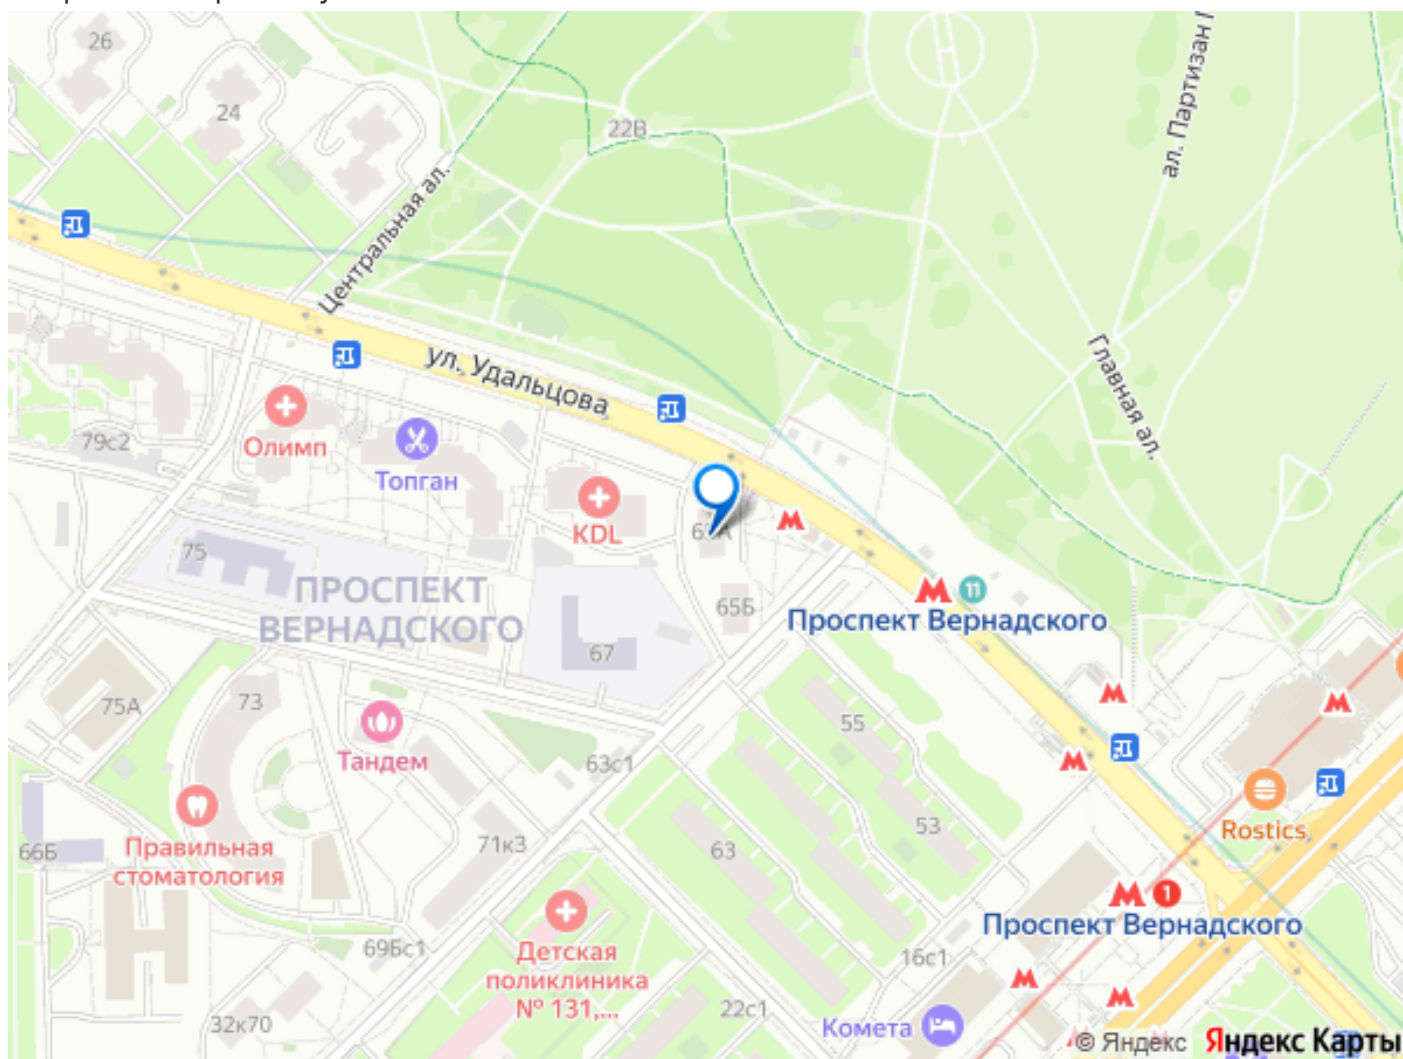 26
24
22В
ал. Партизан
Центральная ал.
ул. Удальцова
Главная ал.
79с2
Олимп
Топган
KDL
75
ПРОСПЕКТ
ВЕРНАДСКОГО
65Б
67
11
Проспект Вернадского
75А
73
Тандем
63с1
55
53
63
Rostics
66Б
Правильная
стоматология
71к3
1
Проспект Вернадского
69Бс1
Детская
поликлиника
№ 131,...
16с1
22с1
32к70
Комета
© Яндекс Яндекс Карты